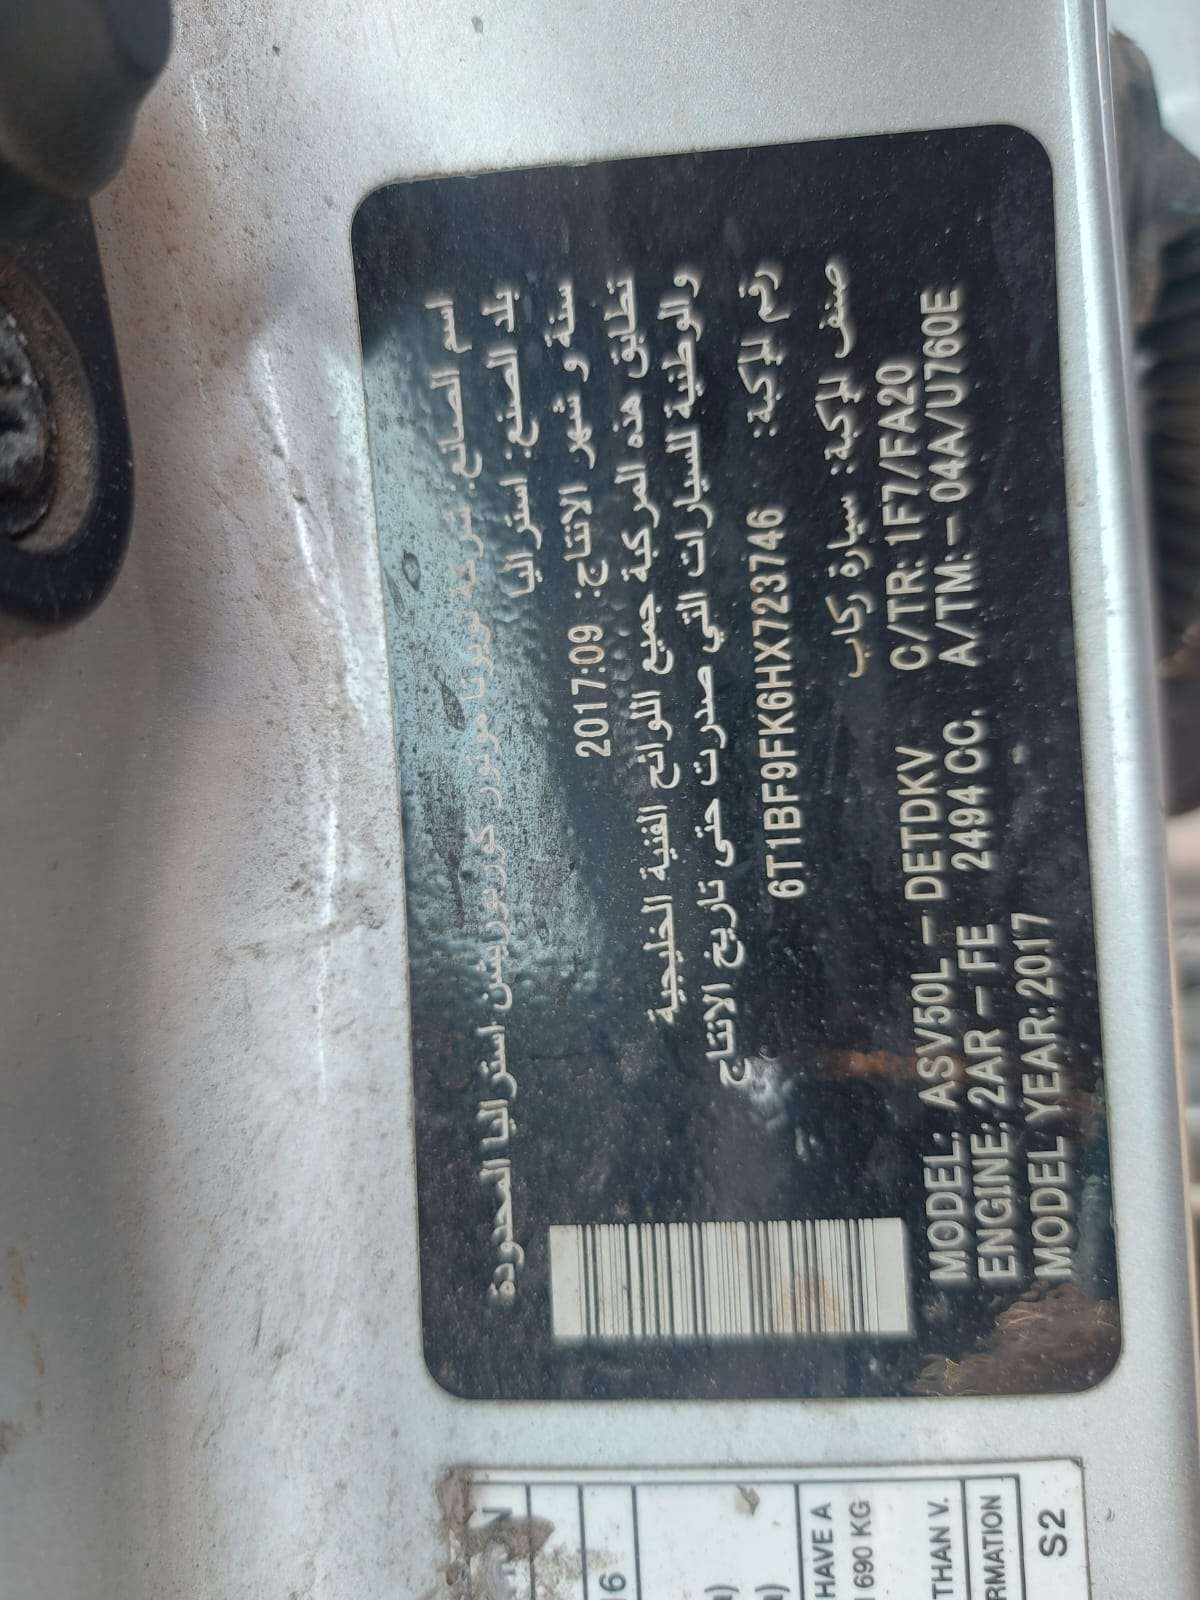 اسم الصانع: شركة تويوتا موتور كوربوريشن استراليا المحدودة
بلد الصنع: استراليا
سنة و شهر الانتاج: 2017:09
تطابق هذه المركبة جميع اللوائح الفنية الخليجية
والوطنية للسيارات التي صدرت حتى تاريخ الانتاج
رقم المركبة: 6T1BF9FK6HX723746
صنف المركبة: سيارة ركاب
MODEL: ASV50L-DETDKV C/TR: 1F7/FA20
ENGINE: 2AR-FE 2494 CC. A/TM:-04A/U760E
MODEL YEAR: 2017
HAVE A
690 KG
THAN V.
RMATION
S2